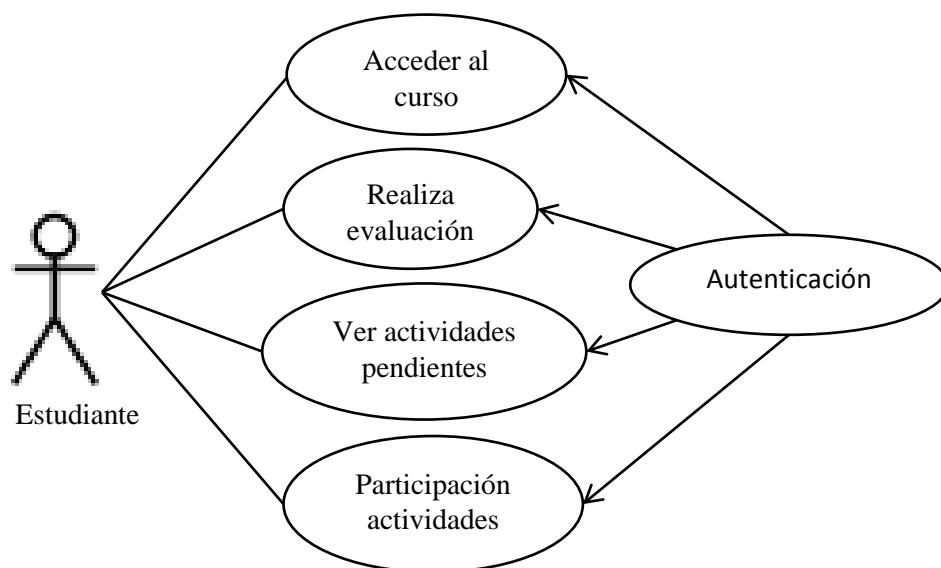 Acceder al
curso
Realiza
evaluación
Autenticación
Ver actividades
pendientes
Estudiante
Participación
actividades